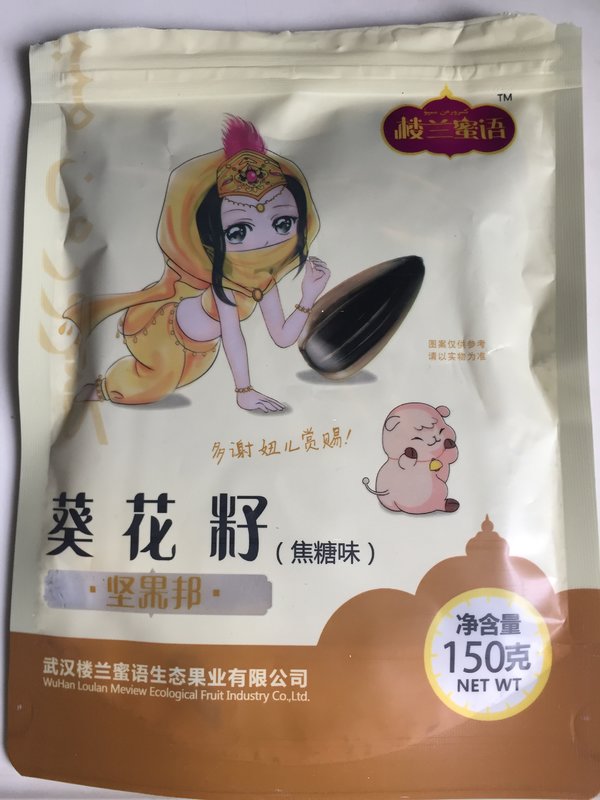 TM
楼兰蜜语
图案仅供参考
请以实物为准
多谢妞儿赏赐!
葵花籽(焦糖味)
·坚果邦·
武汉楼兰蜜语生态果业有限公司
WuHan Loulan Meview Ecological Fruit Industry Co.,Ltd.
净含量
150克
NET WT